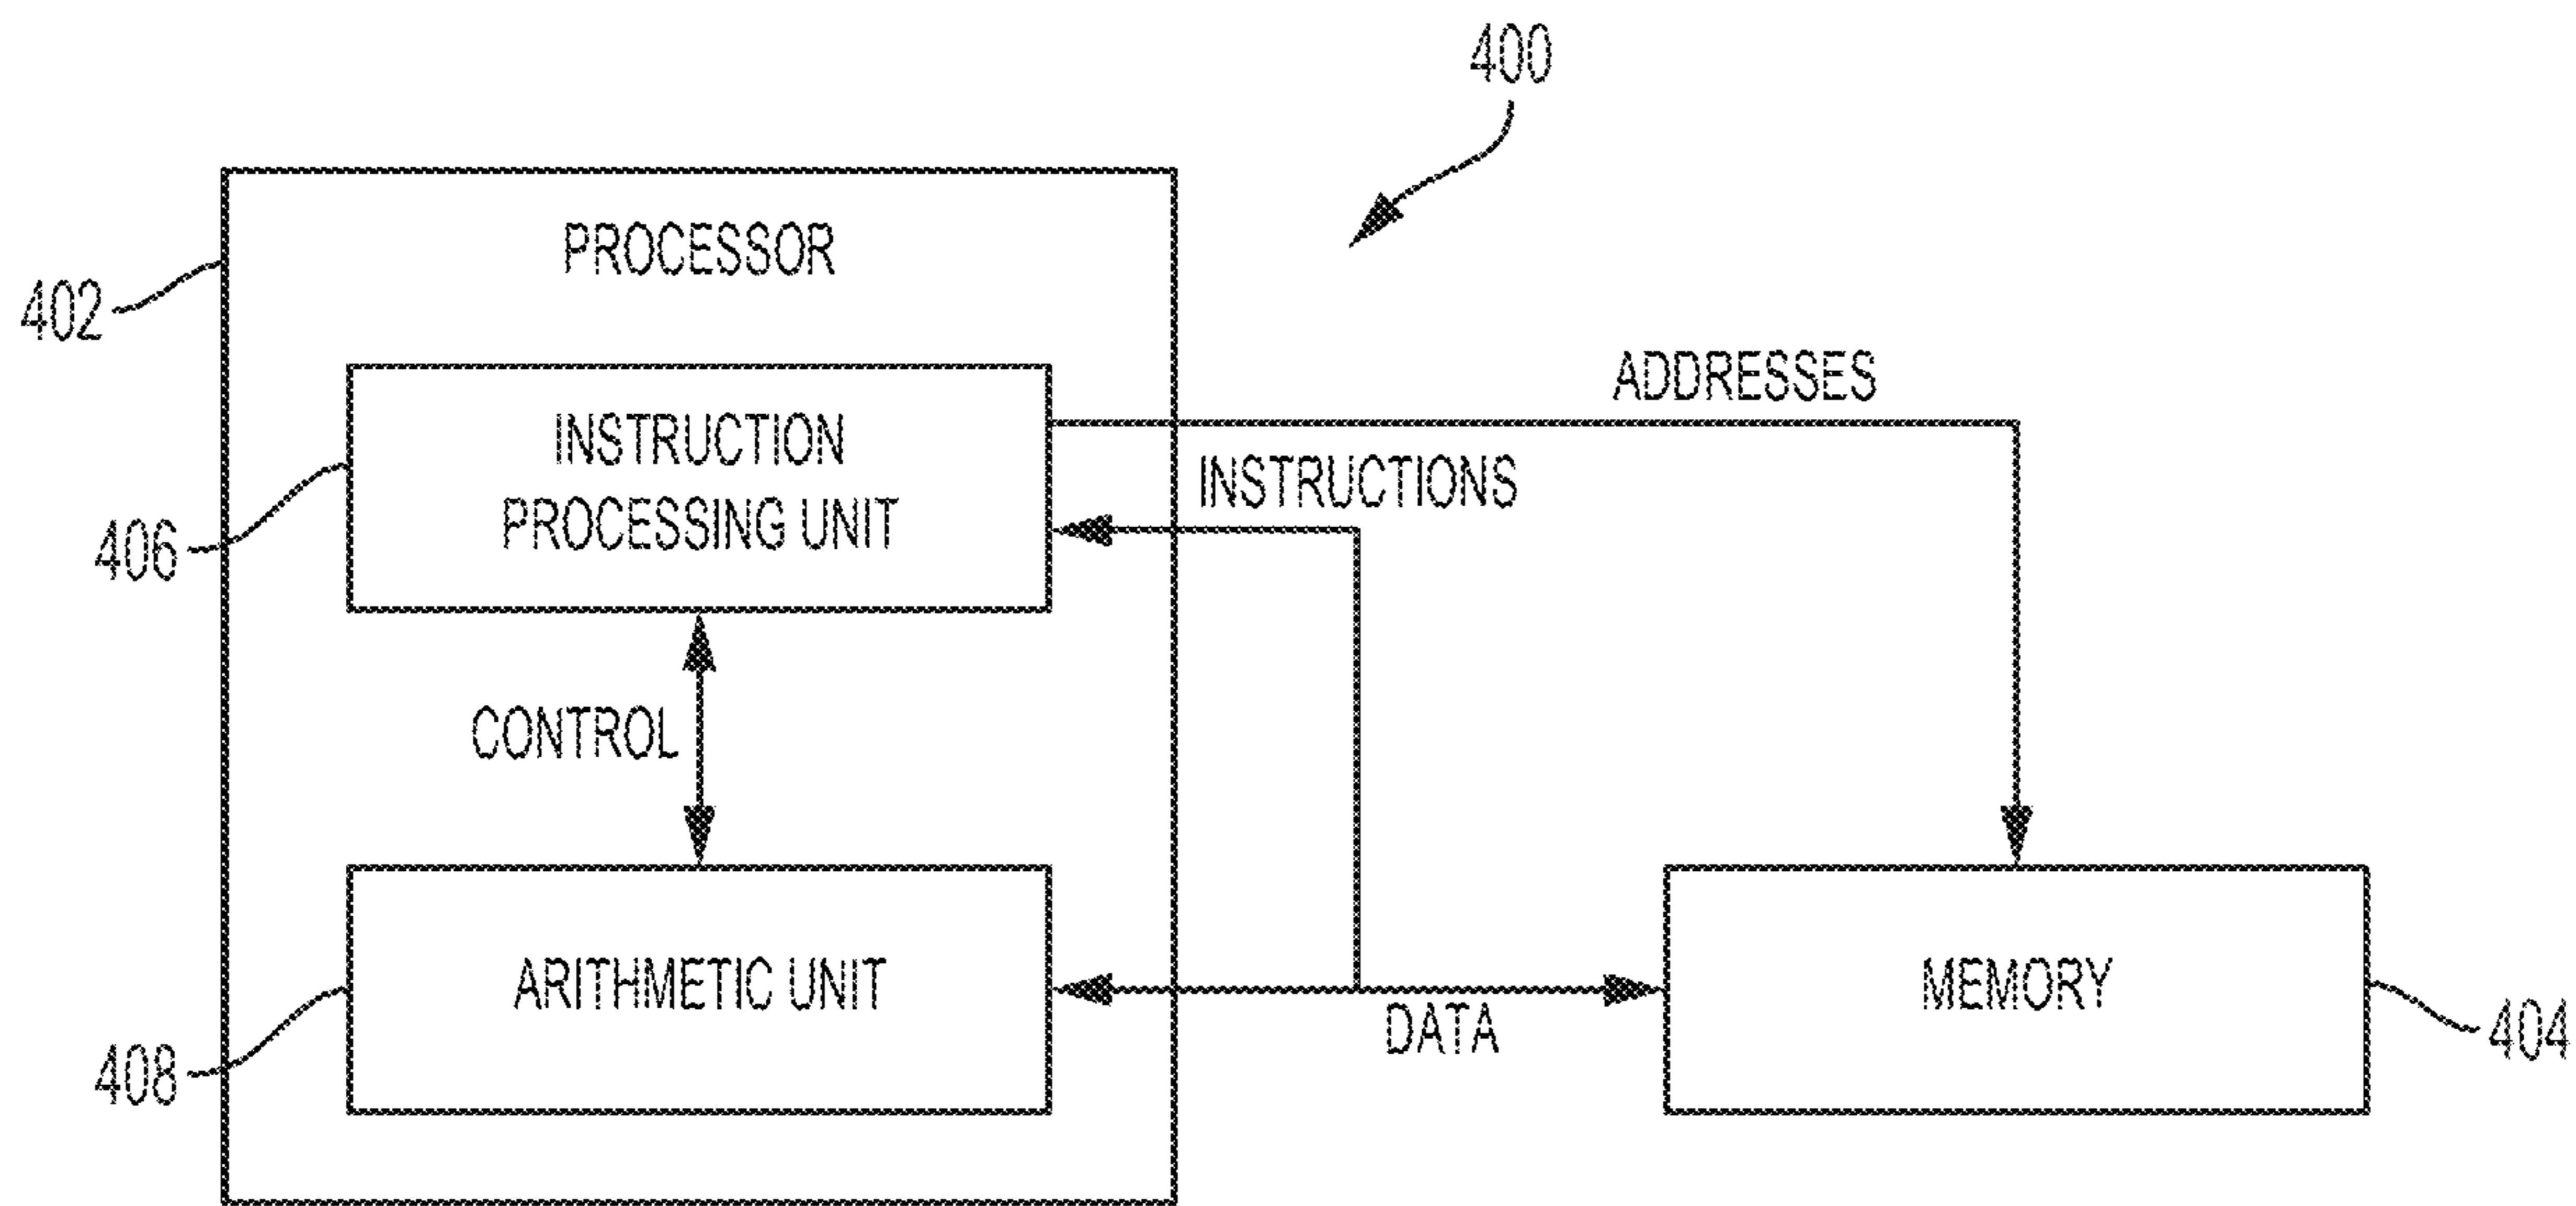 400
PROCESSOR
402
ADDRESSES
INSTRUCTION
PROCESSING UNIT
INSTRUCTIONS
406
CONTROL
ARITHMETIC UNIT
MEMORY
DATA
404
408